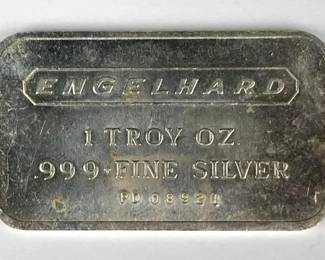 ENGELHARD
1 TROY OZ.
.999+FINE SILVER